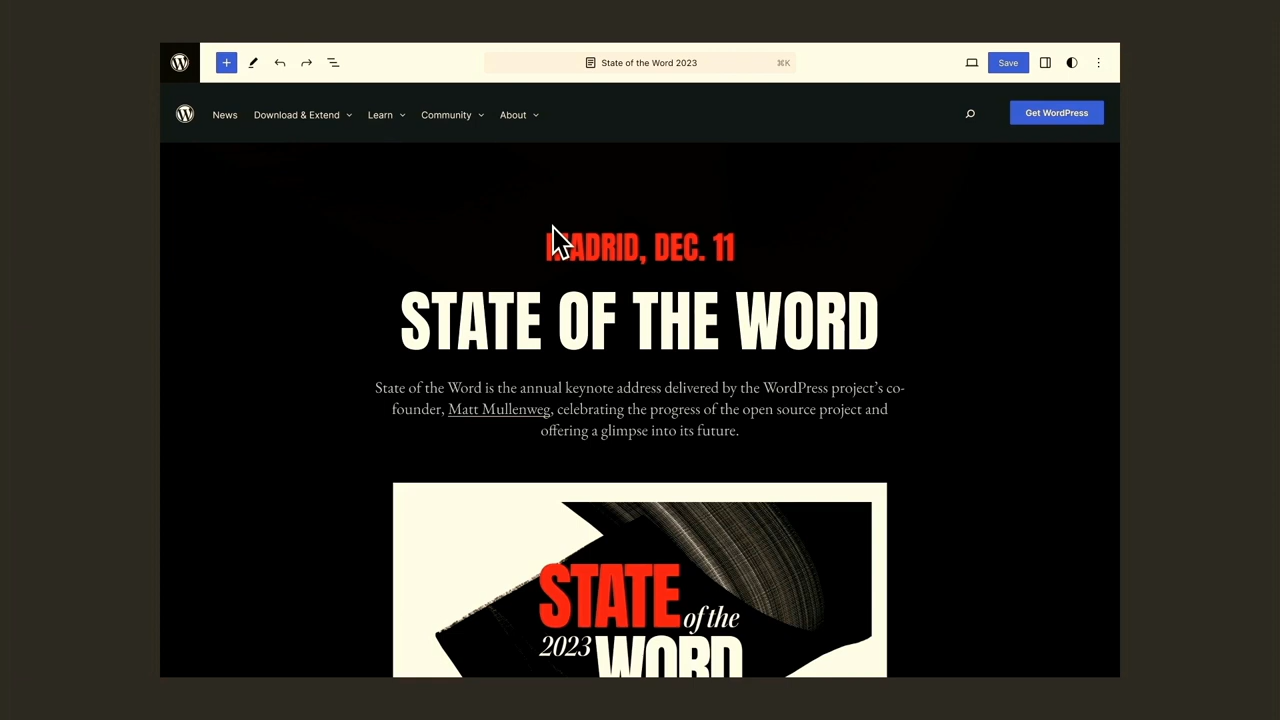 State of the Word 2023
⌘K
Save
News
Download & Extend
Learn
Community
About
Get WordPress
MADRID, DEC. 11
STATE OF THE WORD
State of the Word is the annual keynote address delivered by the WordPress project’s co-
founder, Matt Mullenweg, celebrating the progress of the open source project and
offering a glimpse into its future.
STATE
of the
2023
WORD